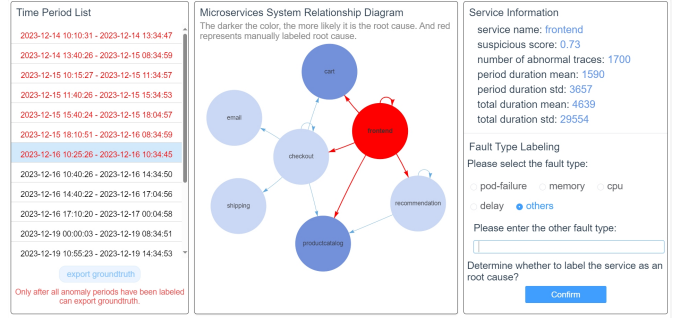 Time Period List
2023-12-14 10:10:31 - 2023-12-14 13:34:47
2023-12-14 13:40:26 - 2023-12-15 08:34:59
2023-12-15 10:15:27 - 2023-12-15 11:34:57
2023-12-15 11:40:26 - 2023-12-15 15:34:53
2023-12-15 15:40:24 - 2023-12-15 18:04:57
2023-12-15 18:10:51 - 2023-12-16 08:34:59
2023-12-16 10:25:26 - 2023-12-16 10:34:45
2023-12-16 10:40:26 - 2023-12-16 14:34:50
2023-12-16 14:40:22 - 2023-12-16 17:04:56
2023-12-16 17:10:20 - 2023-12-17 00:04:58
2023-12-19 00:00:03 - 2023-12-19 08:34:51
2023-12-19 10:55:23 - 2023-12-19 14:34:53
export groundtruth
Only after all anomaly periods have been labeled
can export groundtruth.
Microservices System Relationship Diagram
The darker the color, the more likely it is the root cause. And red
represents manually labeled root cause.
cart
email
frontend
checkout
shipping
recommendation
productcatalog
Service Information
service name: frontend
suspicious score: 0.73
number of abnormal traces: 1700
period duration mean: 1590
period duration std: 3657
total duration mean: 4639
total duration std: 29554
Fault Type Labeling
Please select the fault type:
pod-failure memory cpu
delay others
Please enter the other fault type:
Determine whether to label the service as an
root cause?
Confirm